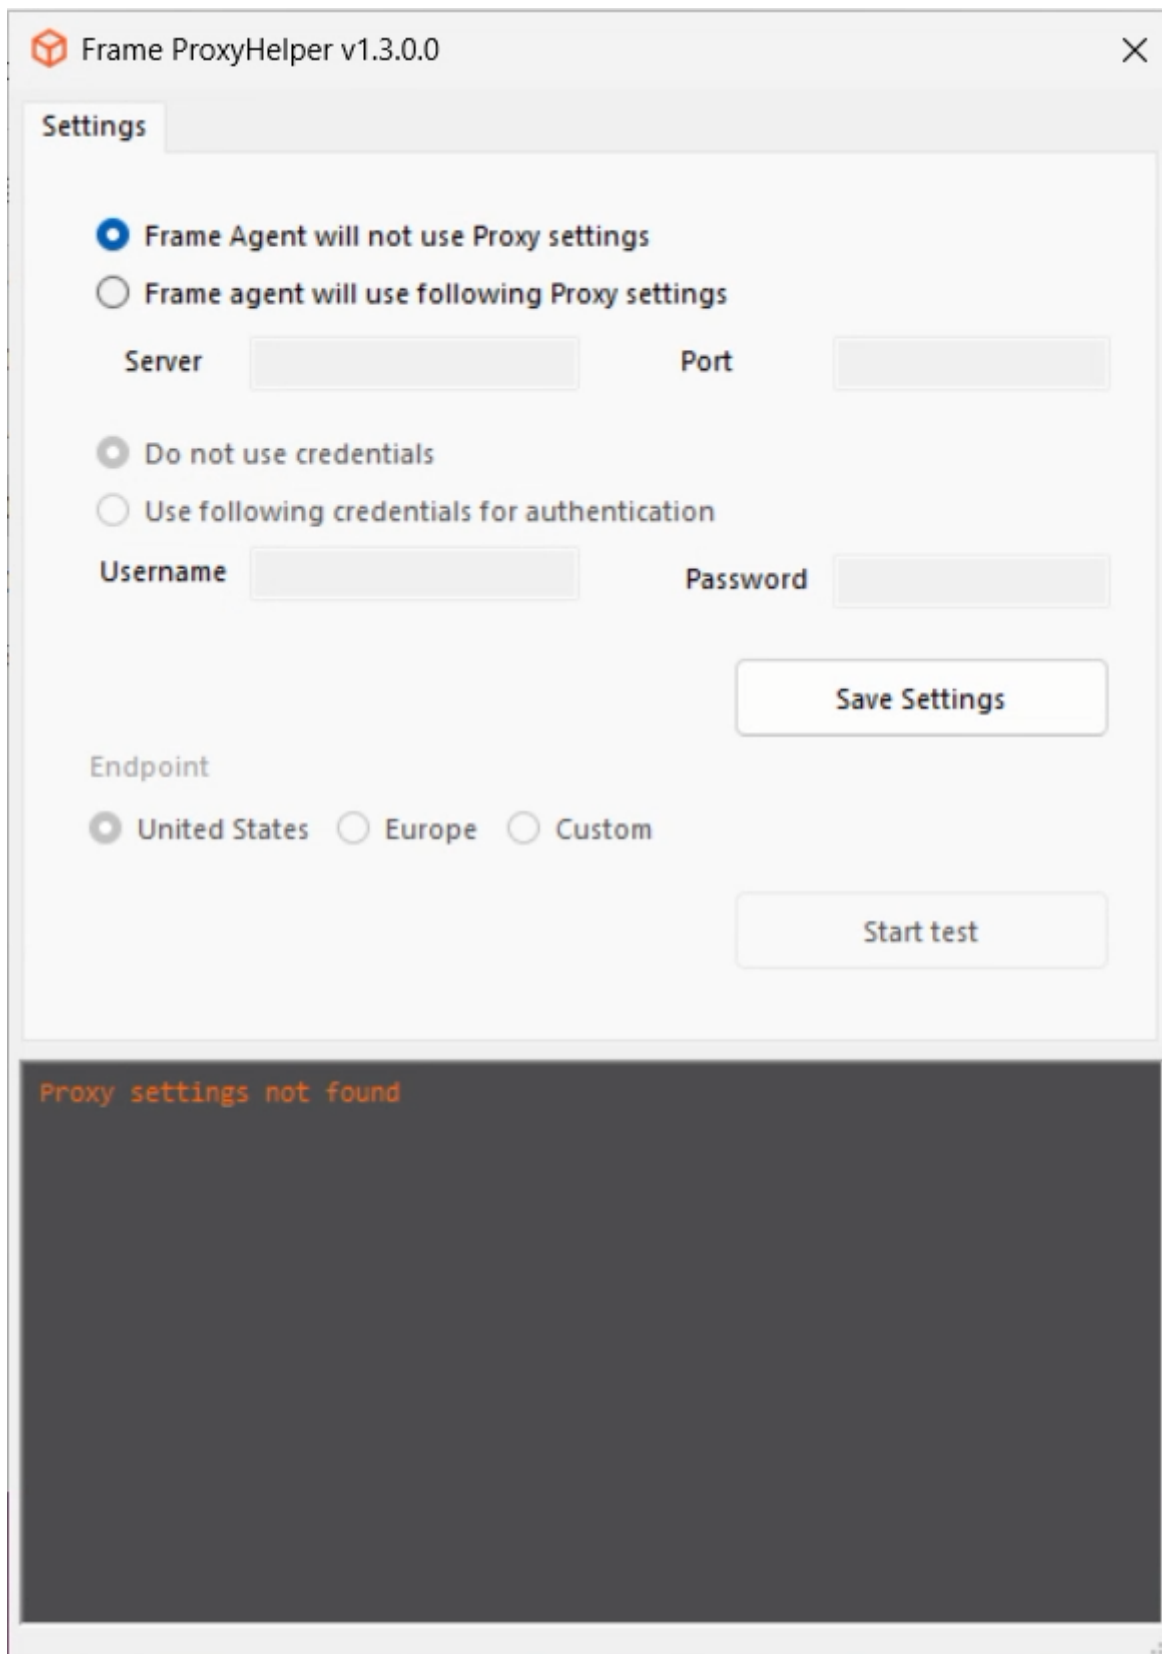 Frame ProxyHelper v1.3.0.0
Settings
Frame Agent will not use Proxy settings
Frame agent will use following Proxy settings
Server Port
Do not use credentials
Use following credentials for authentication
Username Password
Save Settings
Endpoint
United States Europe Custom
Start test
Proxy settings not found